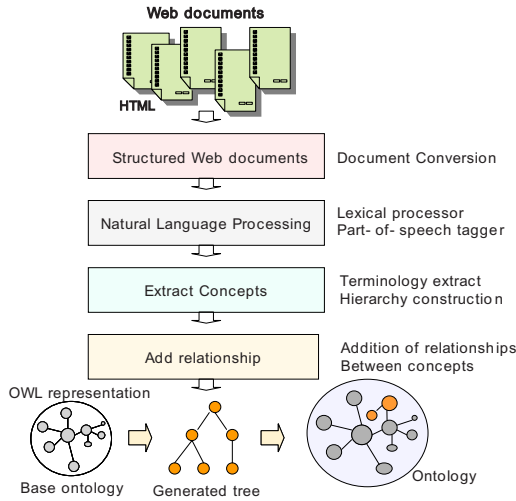 Web documents
HTML
Structured Web documents
Document Conversion
Natural Language Processing
Lexical processor
Part- of- speech tagger
Extract Concepts
Terminology extract
Hierarchy construction
Add relationship
Addition of relationships
Between concepts
OWL representation
Base ontology
Generated tree
Ontology